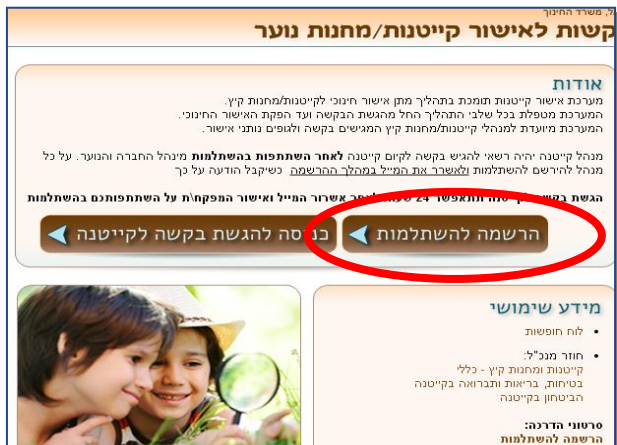 ל, משרד החינוך
קשות לאישור קייטנות/מחנות נוער
אודות
מערכת אישור קייטנות תומכת בתהליך מתן אישור חינוכי לקייטנות/מחנות קיץ.
המערכת מטפלת בכל שלבי התהליך החל מהגשת הבקשה ועד הפקת האישור החינוכי.
המערכת מיועדת למנהלי קייטנות/מחנות קיץ המגישים בקשה ולגופים נותני אישור.
מנהל קייטנה יהיה רשאי להגיש בקשה לקיום קייטנה לאחר השתתפות בהשתלמות מינהל החברה והנוער. על כל
מנהל להירשם להשתלמות ולאשרר את המייל במהלך ההרשמה כשיקבל הודעה על כך
הגשת תתאפשר 24 לאחר אשרור המייל ואישור המפקח\ת על השתתפותכם בהשתלמות
הרשמה להשתלמות
כניסה להגשת בקשה לקייטנה
מידע שימושי
לוח חופשות
חוזר מנכ"ל:
קייטנות ומחנות קיץ - כללי
בטיחות, בריאות ותברואה בקייטנה
הביטחון בקייטנה
סרטוני הדרכה:
הרשמה להשתלמות